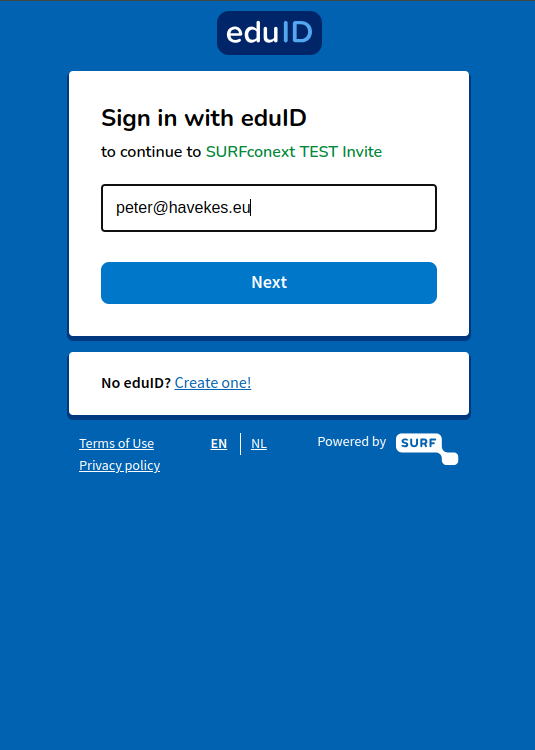 eduID
Sign in with eduID
to continue to SURFconext TEST Invite
peter@havekes.eu
Next
No eduID? Create one!
Terms of Use
Privacy policy
EN | NL
Powered by SURF